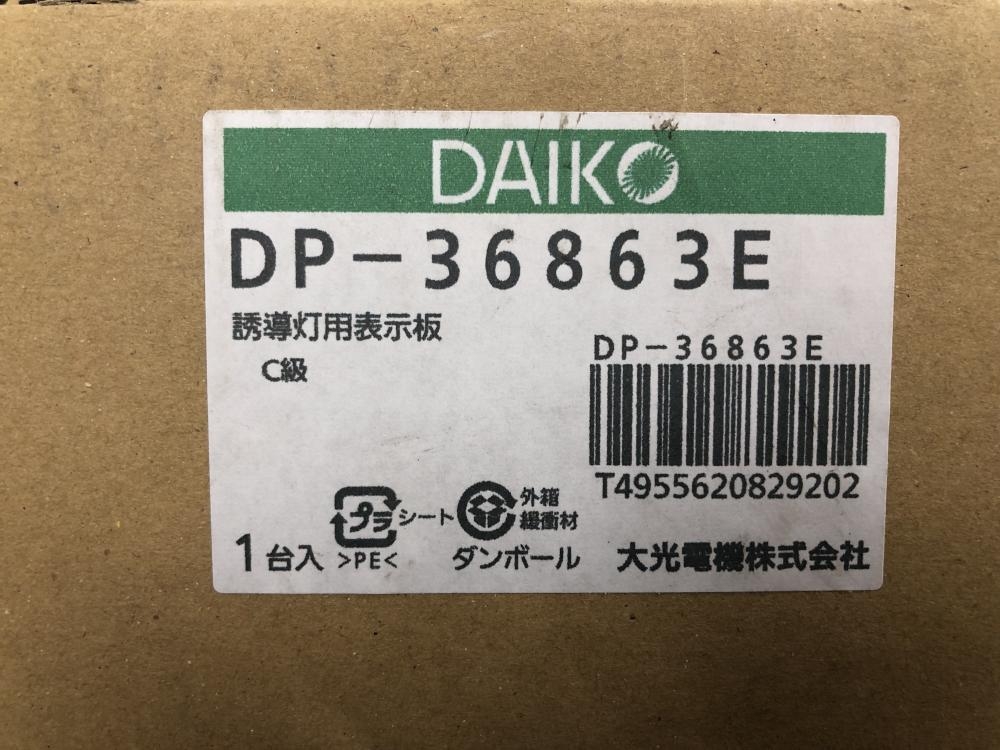 DAIKO
DP-36863E
誘導灯用表示板
C級
DP-36863E
T4955620829202
プラ シート
>PE<
外箱
緩衝材
ダンボール
1台入
大光電機株式会社